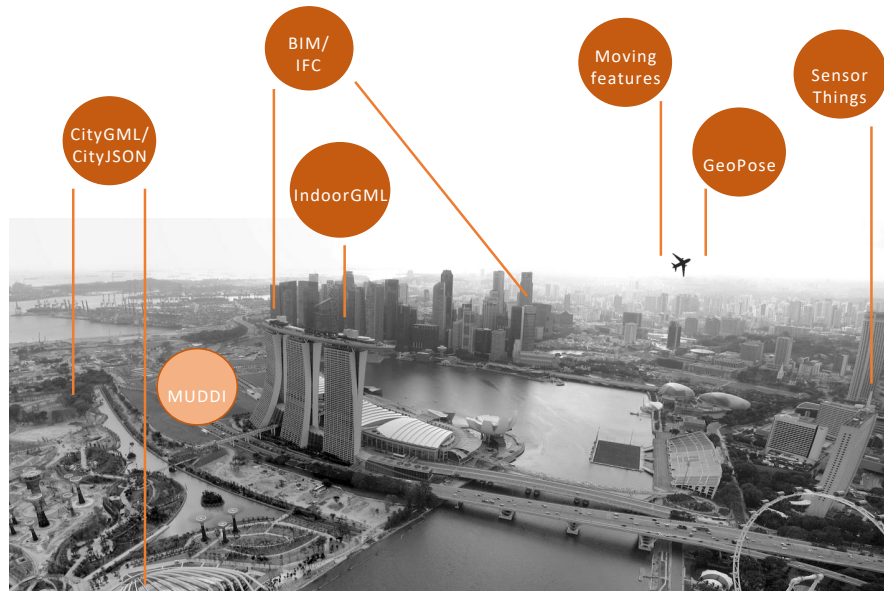 BIM/
IFC
Moving
features
Sensor
Things
CityGML/
CityJSON
GeoPose
IndoorGML
MUDDI